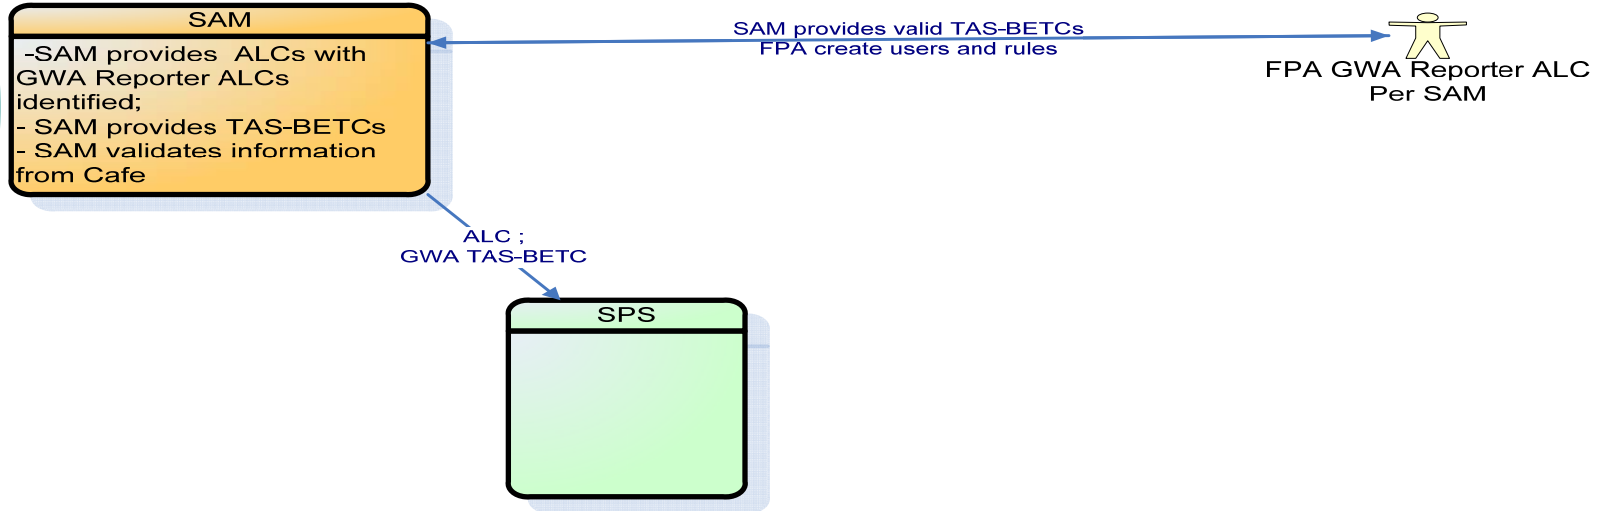 SAM
-SAM provides ALCs with
GWA Reporter ALCs
identified;
- SAM provides TAS-BETCs
- SAM validates information
from Cafe
SAM provides valid TAS-BETCs
FPA create users and rules
FPA GWA Reporter ALC
Per SAM
ALC ;
GWA TAS-BETC
SPS